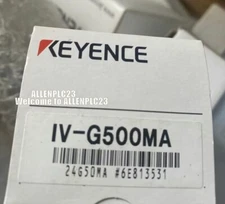 KEYENCE
ALLENPLC23
Welcome to ALLENPLC23
IV-G500MA
24G50MA #6E813531